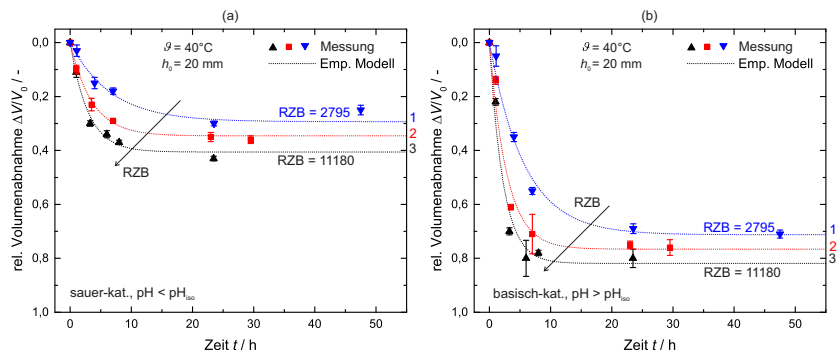 (a)
ϑ = 40°C
h₀ = 20 mm
Messung
Emp. Modell
RZB = 2795
RZB
RZB = 11180
1
2
3
sauer-kat., pH < pH_iso
0,0
0,2
0,4
0,6
0,8
1,0
rel. Volumenabnahme ΔV/V₀ / -
0
10
20
30
40
50
Zeit t / h
(b)
ϑ = 40°C
h₀ = 20 mm
Messung
Emp. Modell
RZB
RZB = 2795
RZB = 11180
1
2
3
basisch-kat., pH > pH_iso
0,0
0,2
0,4
0,6
0,8
1,0
rel. Volumenabnahme ΔV/V₀ / -
0
10
20
30
40
50
Zeit t / h